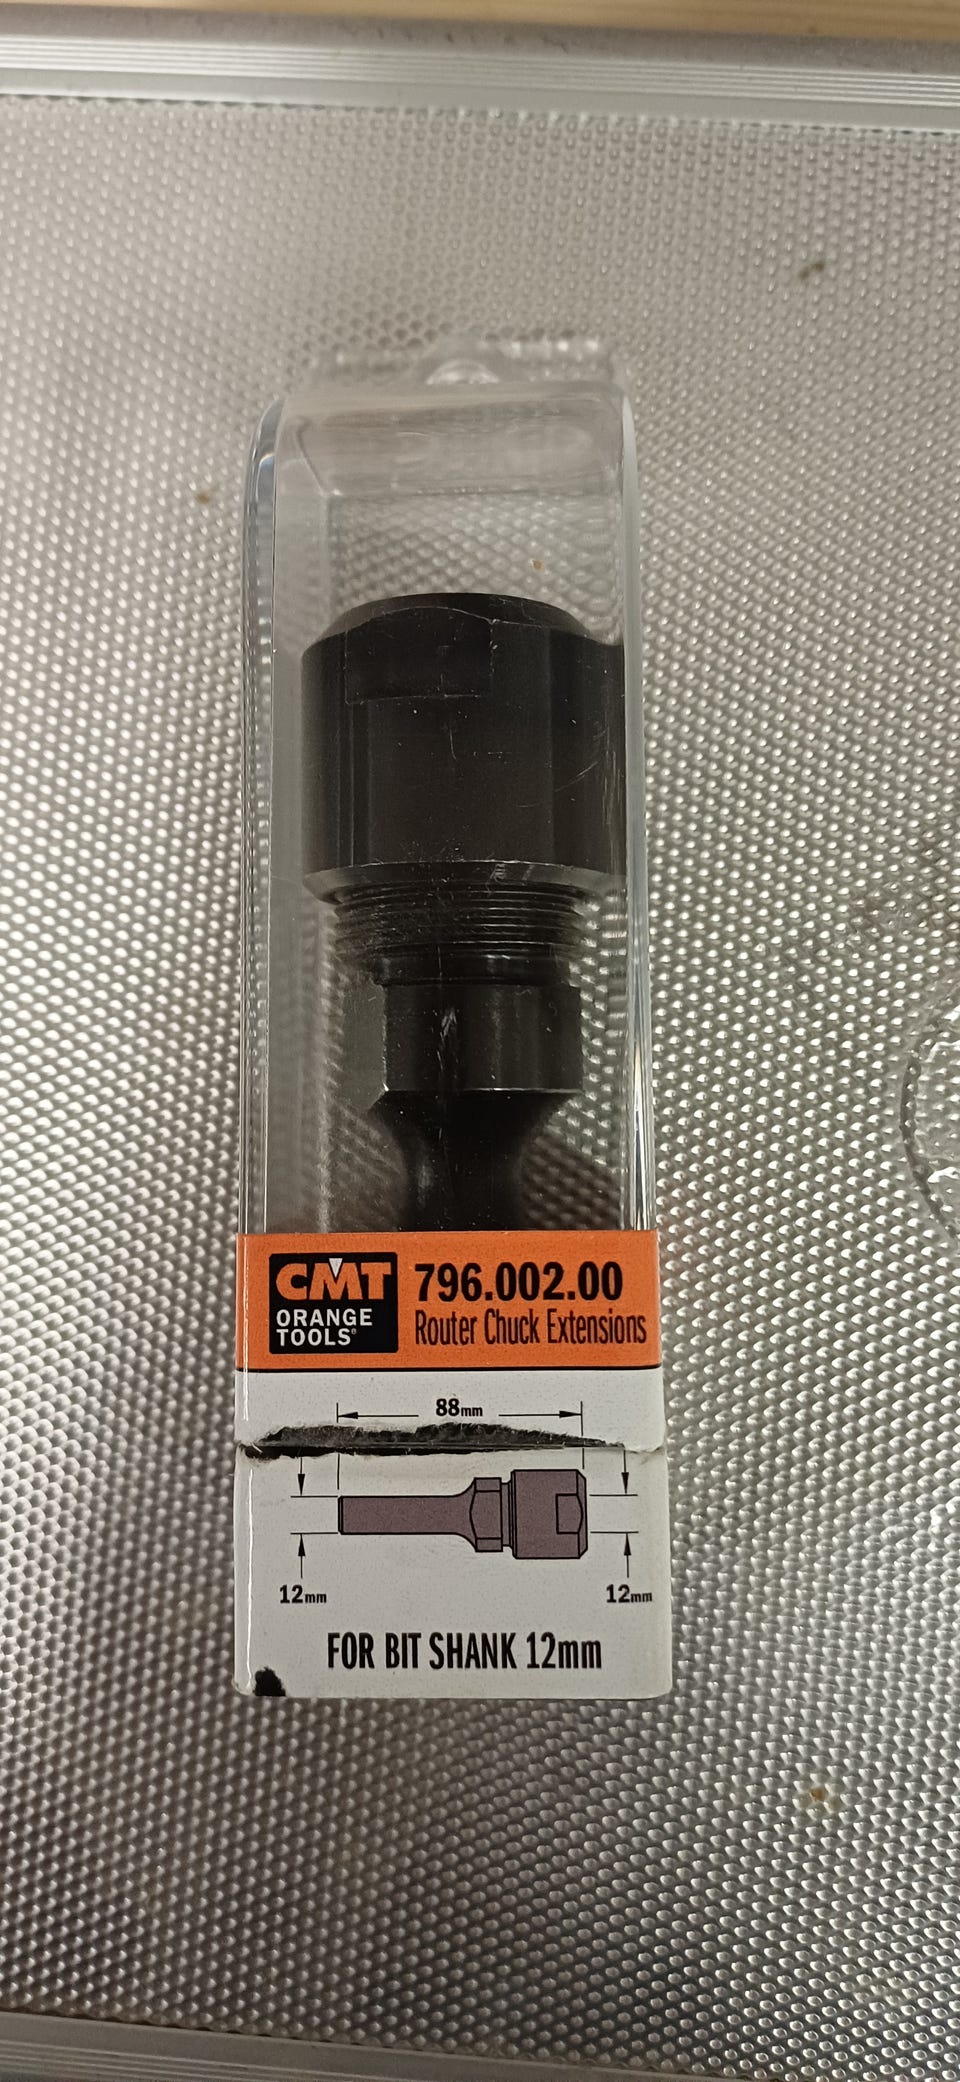 CMT
ORANGE
TOOLS®
796.002.00
Router Chuck Extensions
88mm
12mm
12mm
FOR BIT SHANK 12mm